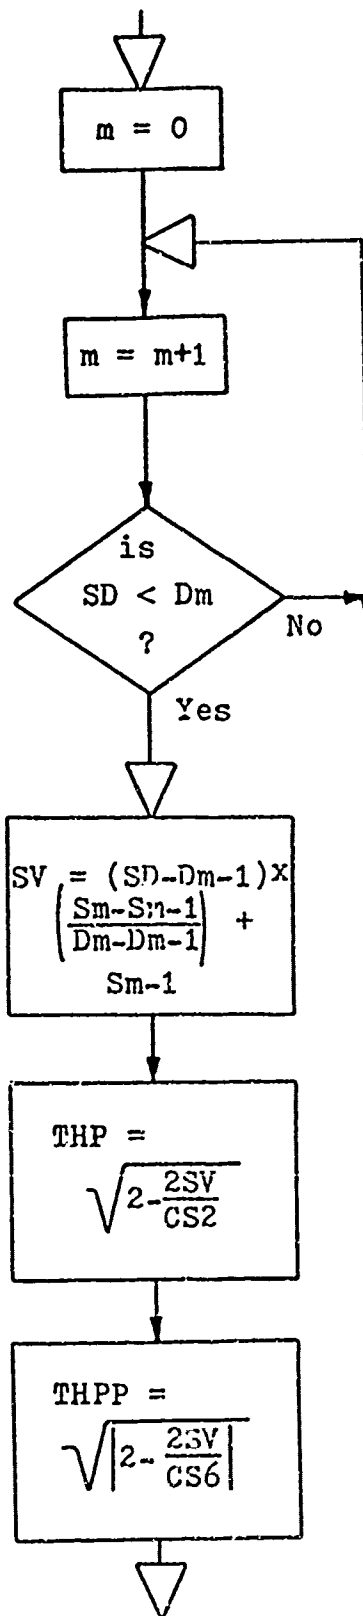 m = 0
m = m+1
is
SD < Dm
?
No
Yes
SV = (SD-Dm-1)x
(Sm-Sm-1 / Dm-Dm-1) +
Sm-1
THP =
√2-2SV/CS2
THPP =
√|2-2SV/CS6|